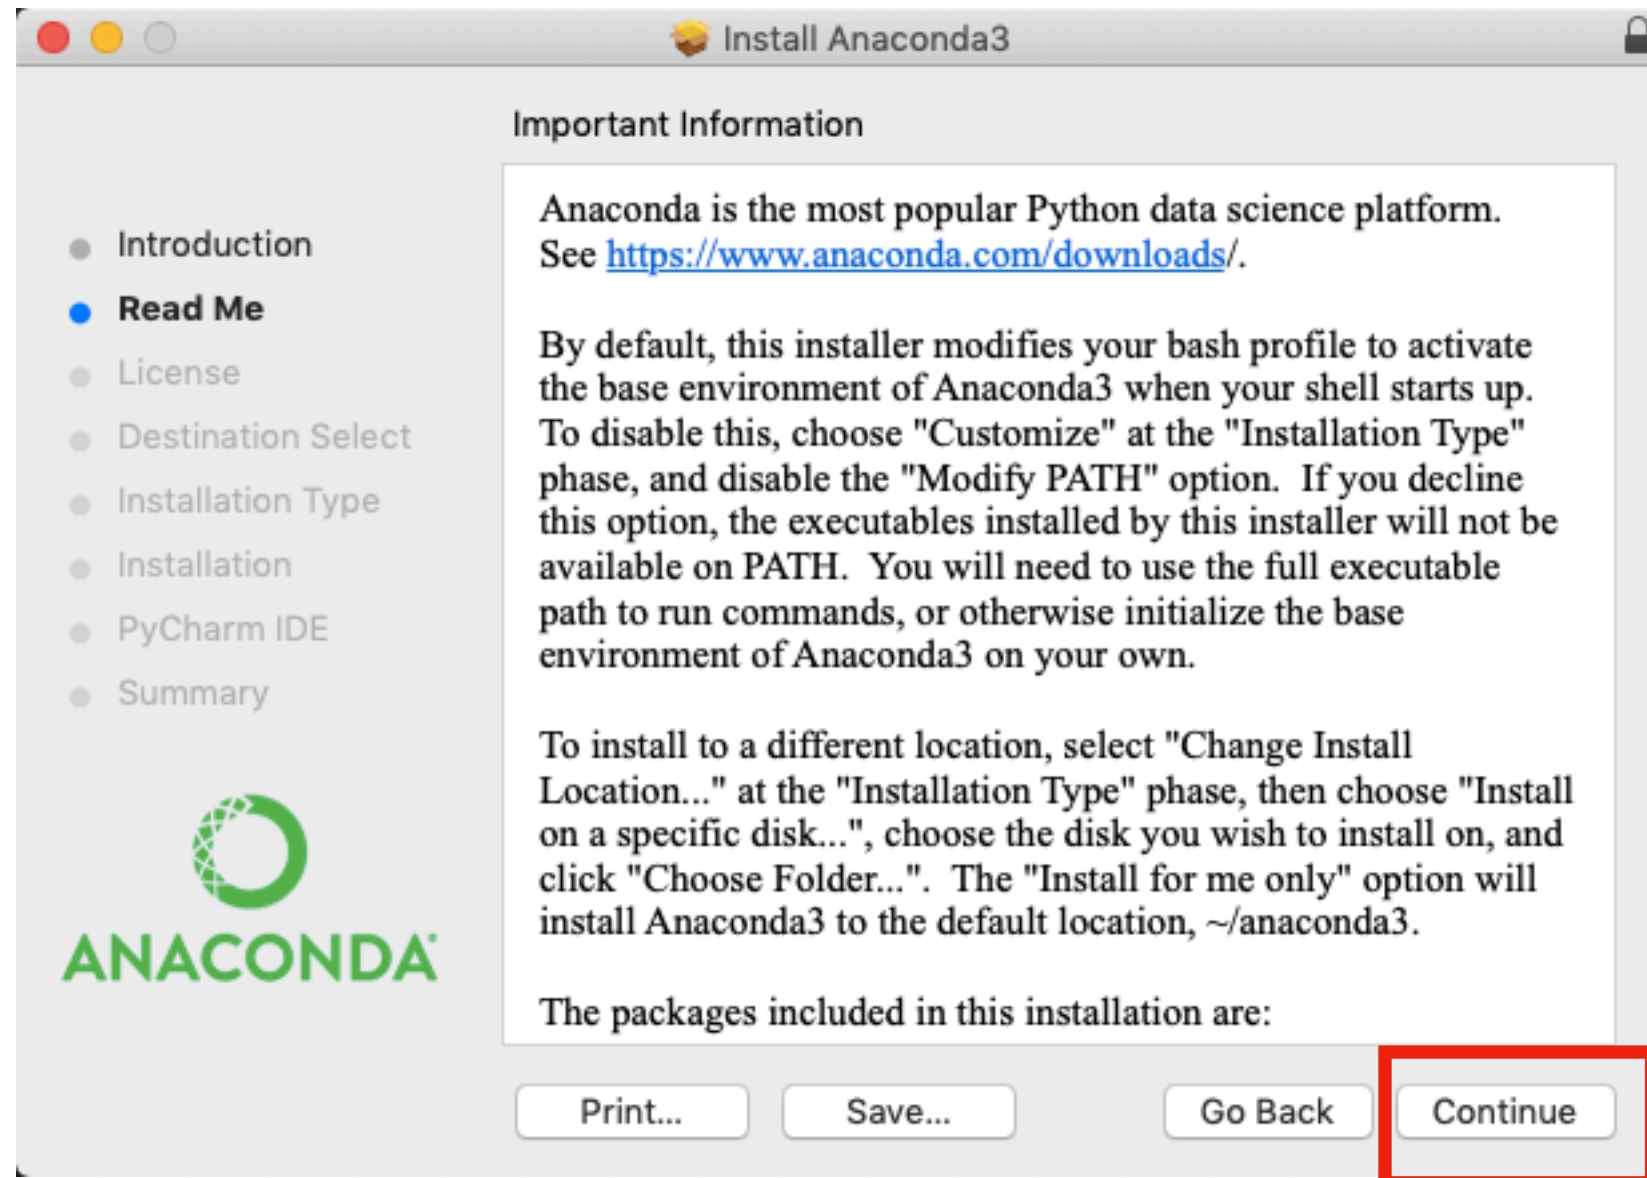 Install Anaconda3
Important Information
Introduction
Read Me
License
Destination Select
Installation Type
Installation
PyCharm IDE
Summary
ANACONDA
Anaconda is the most popular Python data science platform.
See https://www.anaconda.com/downloads/.
By default, this installer modifies your bash profile to activate
the base environment of Anaconda3 when your shell starts up.
To disable this, choose "Customize" at the "Installation Type"
phase, and disable the "Modify PATH" option.  If you decline
this option, the executables installed by this installer will not be
available on PATH.  You will need to use the full executable
path to run commands, or otherwise initialize the base
environment of Anaconda3 on your own.
To install to a different location, select "Change Install
Location..." at the "Installation Type" phase, then choose "Install
on a specific disk...", choose the disk you wish to install on, and
click "Choose Folder...".  The "Install for me only" option will
install Anaconda3 to the default location, ~/anaconda3.
The packages included in this installation are:
Print...
Save...
Go Back
Continue